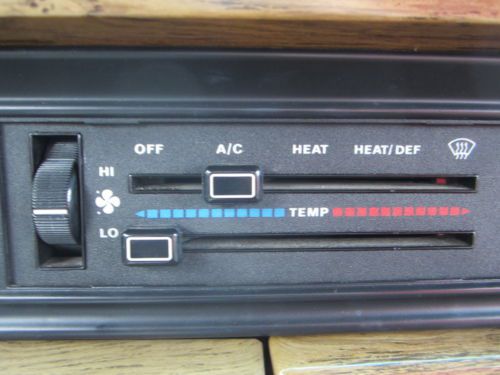 OFF A/C HEAT HEAT/DEF
HI
TEMP
LO